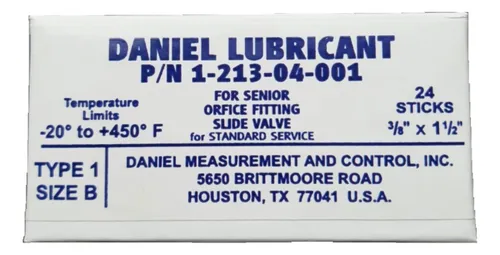 DANIEL LUBRICANT
P/N 1-213-04-001
Temperature
Limits
-20° to +450° F
FOR SENIOR
ORFICE FITTING
SLIDE VALVE
for STANDARD SERVICE
24
STICKS
3/8" x 1 1/2"
TYPE 1
SIZE B
DANIEL MEASUREMENT AND CONTROL, INC.
5650 BRITTMOORE ROAD
HOUSTON, TX 77041 U.S.A.